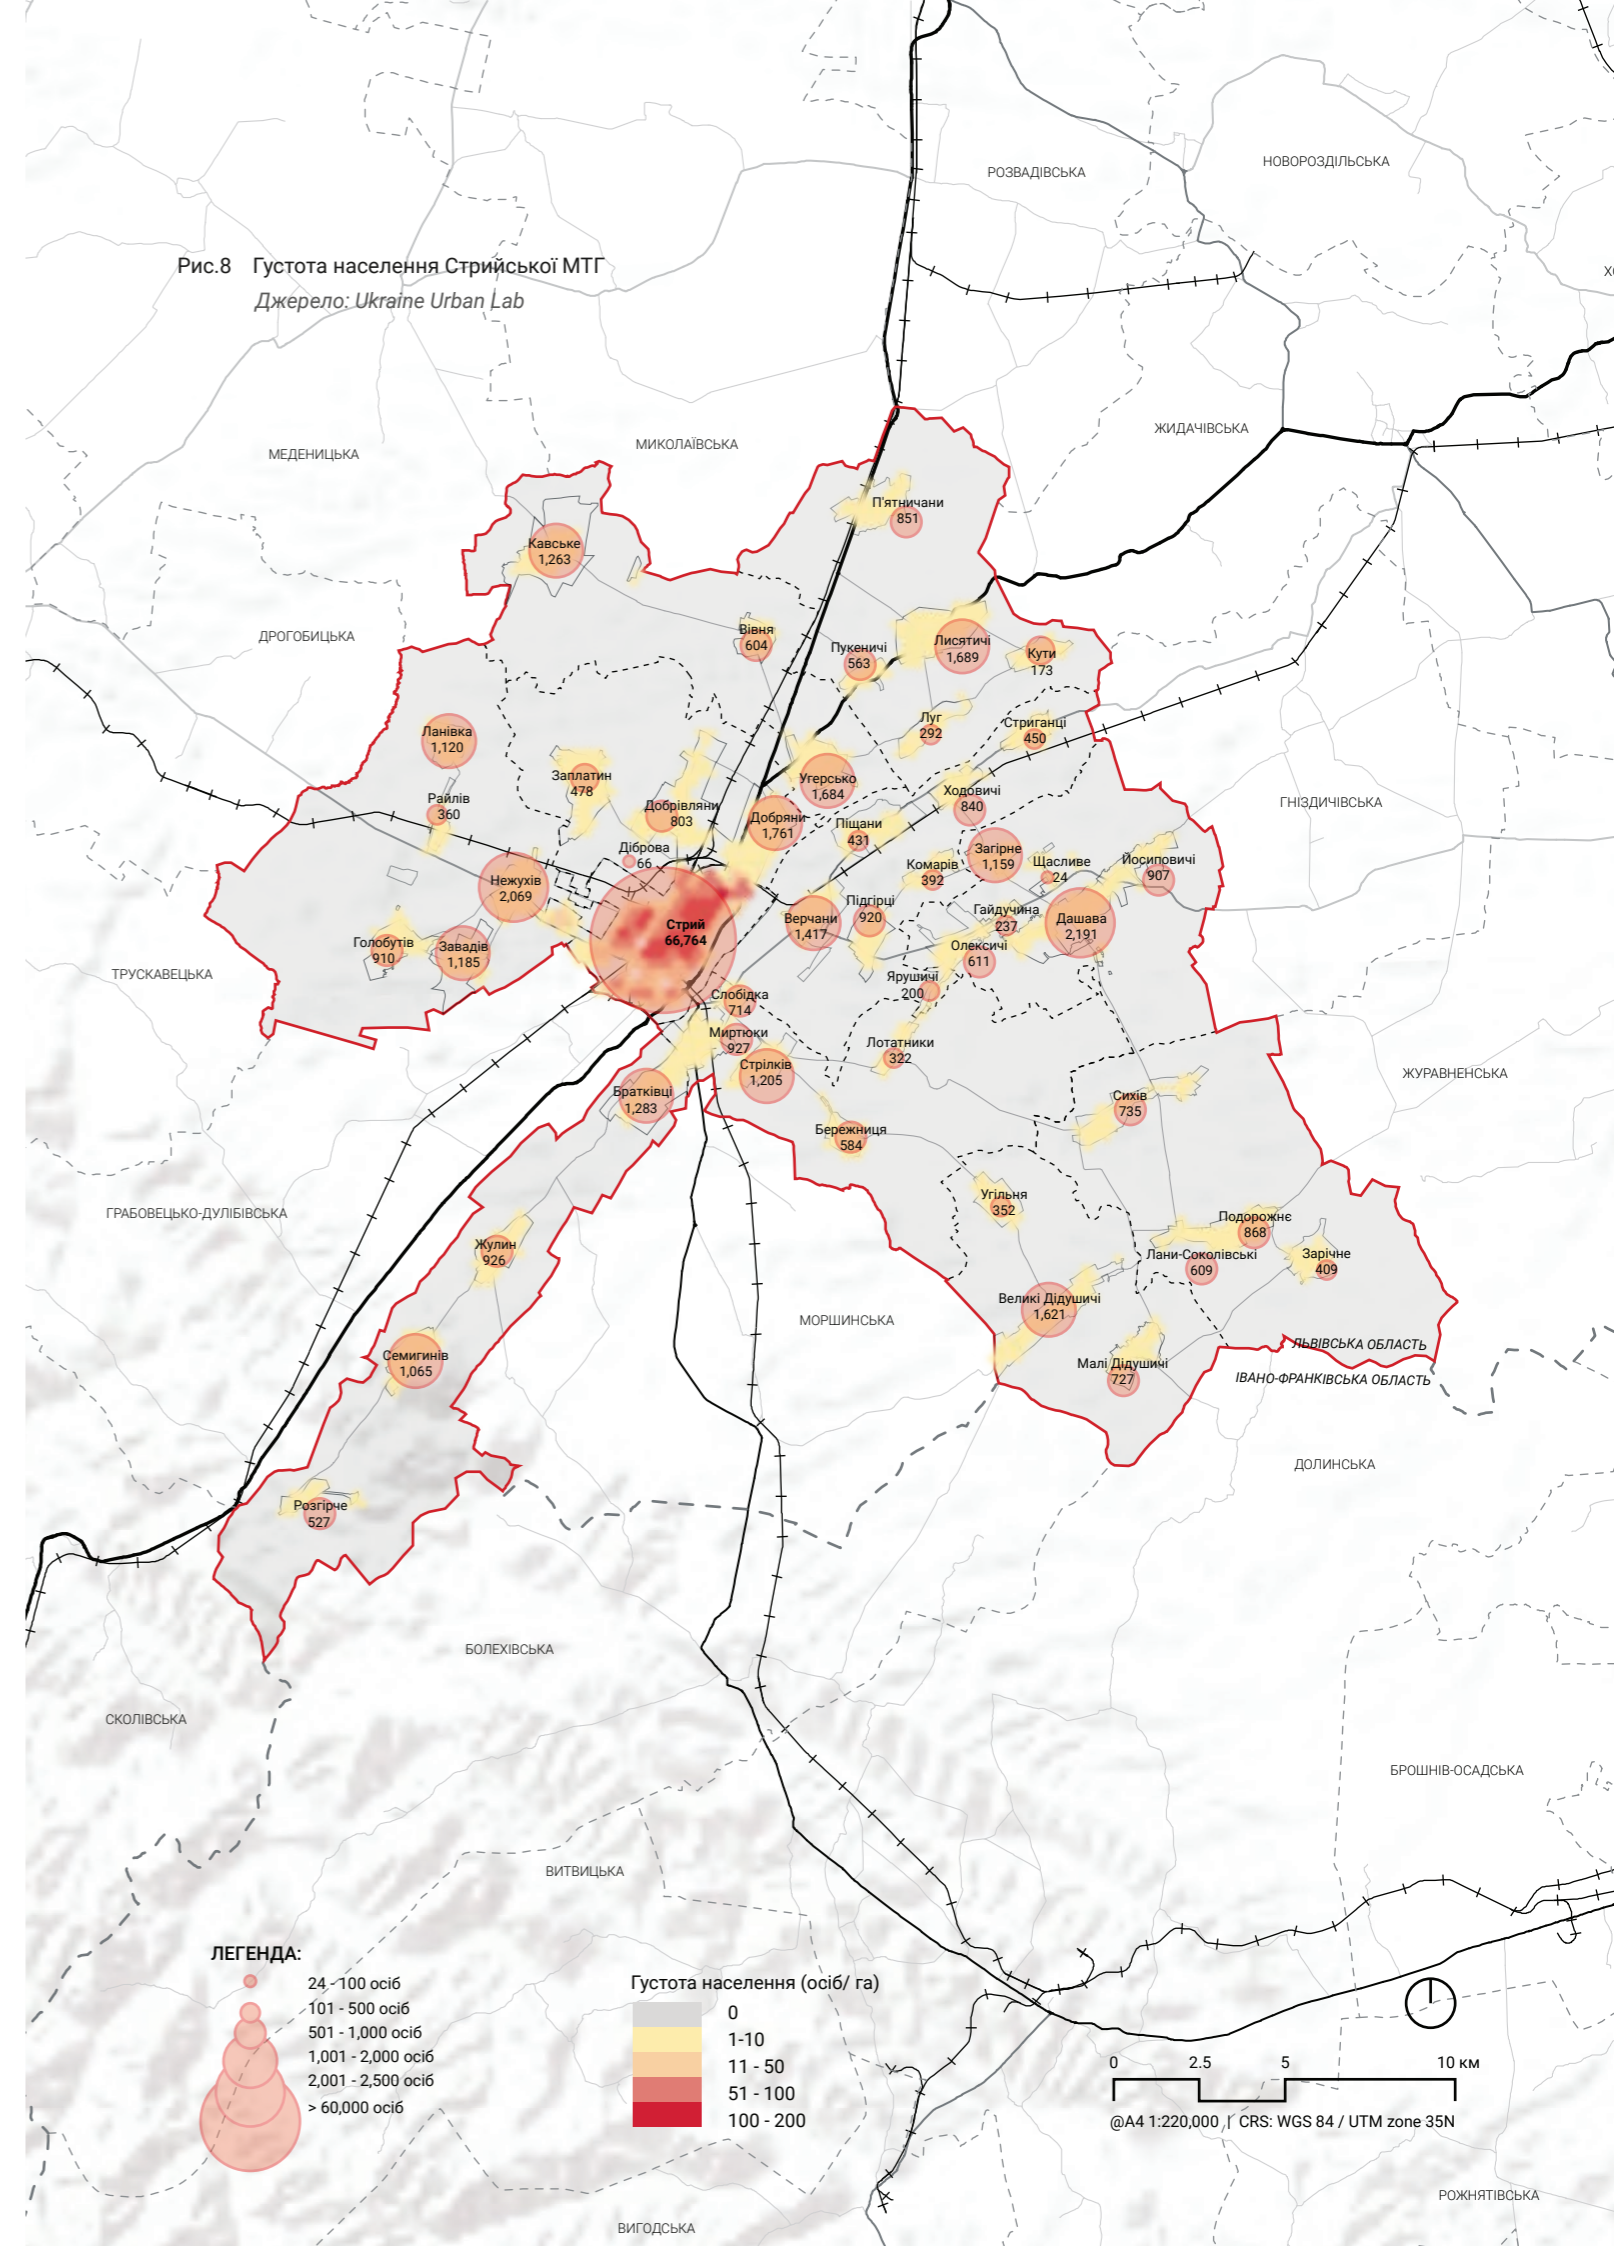 РОЗВАДІВСЬКА
НОВОРОЗДІЛЬСЬКА
Рис.8 Густота населення Стрийської МТГ
Джерело: Ukraine Urban Lab
МЕДЕНИЦЬКА
МИКОЛАЇВСЬКА
ЖИДАЧІВСЬКА
П'ятничани
851
Кавське
1,263
ДРОГОБИЦЬКА
Вівня
604
Пукеничі
563
Лисятичі
1,689
Кути
173
Ланівка
1,120
Луг
292
Стриганці
450
Заплатин
478
Угерсько
1,684
Ходовичі
840
Райлів
360
Добрівляни
803
Добряни
1,761
Піщани
431
ГНІЗДИЧІВСЬКА
Діброва
66
Загірне
1,159
Комарів
392
Щасливе
24
Йосиповичі
907
Нежухів
2,069
Підгірці
920
Гайдучина
237
Верчани
1,417
Дашава
2,191
Стрий
66,764
Голобутів
910
Завадів
1,185
Олексичі
611
ТРУСКАВЕЦЬКА
Ярушичі
200
Слобідка
714
Миртюки
927
Лотатники
322
Стрілків
1,205
ЖУРАВНЕНСЬКА
Братківці
1,283
Сихів
735
Бережниця
584
Угільня
352
ГРАБОВЕЦЬКО-ДУЛІБІВСЬКА
Подорожнє
868
Жулин
926
Лани-Соколівські
609
Зарічне
409
Великі Дідушичі
1,621
МОРШИНСЬКА
ЛЬВІВСЬКА ОБЛАСТЬ
Семигинів
1,065
Малі Дідушичі
727
ІВАНО-ФРАНКІВСЬКА ОБЛАСТЬ
ДОЛИНСЬКА
Розгірче
527
БОЛЕХІВСЬКА
СКОЛІВСЬКА
БРОШНІВ-ОСАДСЬКА
ВИТВИЦЬКА
ЛЕГЕНДА:
24 - 100 осіб
101 - 500 осіб
501 - 1,000 осіб
1,001 - 2,000 осіб
2,001 - 2,500 осіб
> 60,000 осіб
Густота населення (осіб/ га)
0
1-10
11 - 50
51 - 100
100 - 200
0 2.5 5 10 км
@A4 1:220,000 | CRS: WGS 84 / UTM zone 35N
РОЖНЯТІВСЬКА
ВИГОДСЬКА